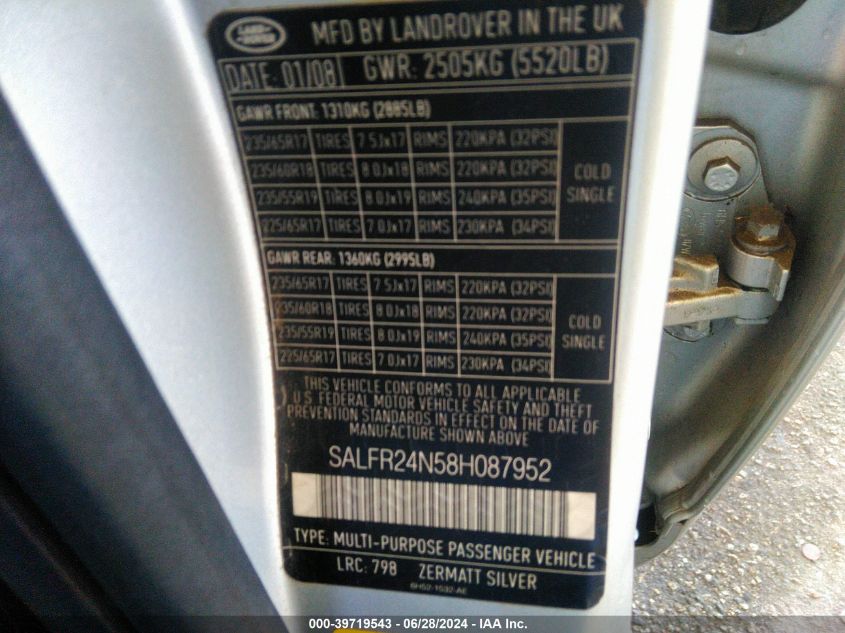 LAND ROVER
MFD BY LANDROVER IN THE UK
DATE: 01/08 GWR: 2505KG (5520LB)
GAWR FRONT: 1310KG (2885LB)
235/65R17 TIRES 7.5Jx17 RIMS 220KPA (32PSI)
235/60R18 TIRES 8.0Jx18 RIMS 220KPA (32PSI)
235/55R19 TIRES 8.0Jx19 RIMS 240KPA (35PSI)
225/65R17 TIRES 7.0Jx17 RIMS 230KPA (34PSI)
COLD
SINGLE
GAWR REAR: 1360KG (2995LB)
235/65R17 TIRES 7.5Jx17 RIMS 220KPA (32PSI)
235/60R18 TIRES 8.0Jx18 RIMS 220KPA (32PSI)
235/55R19 TIRES 8.0Jx19 RIMS 240KPA (35PSI)
225/65R17 TIRES 7.0Jx17 RIMS 230KPA (34PSI)
COLD
SINGLE
THIS VEHICLE CONFORMS TO ALL APPLICABLE
U.S. FEDERAL MOTOR VEHICLE SAFETY AND THEFT
PREVENTION STANDARDS IN EFFECT ON THE DATE OF
MANUFACTURE SHOWN ABOVE
SALFR24N58H087952
TYPE: MULTI-PURPOSE PASSENGER VEHICLE
LRC: 798 ZERMATT SILVER
6H52-1532-AE
000-39719543 - 06/28/2024 - IAA Inc.